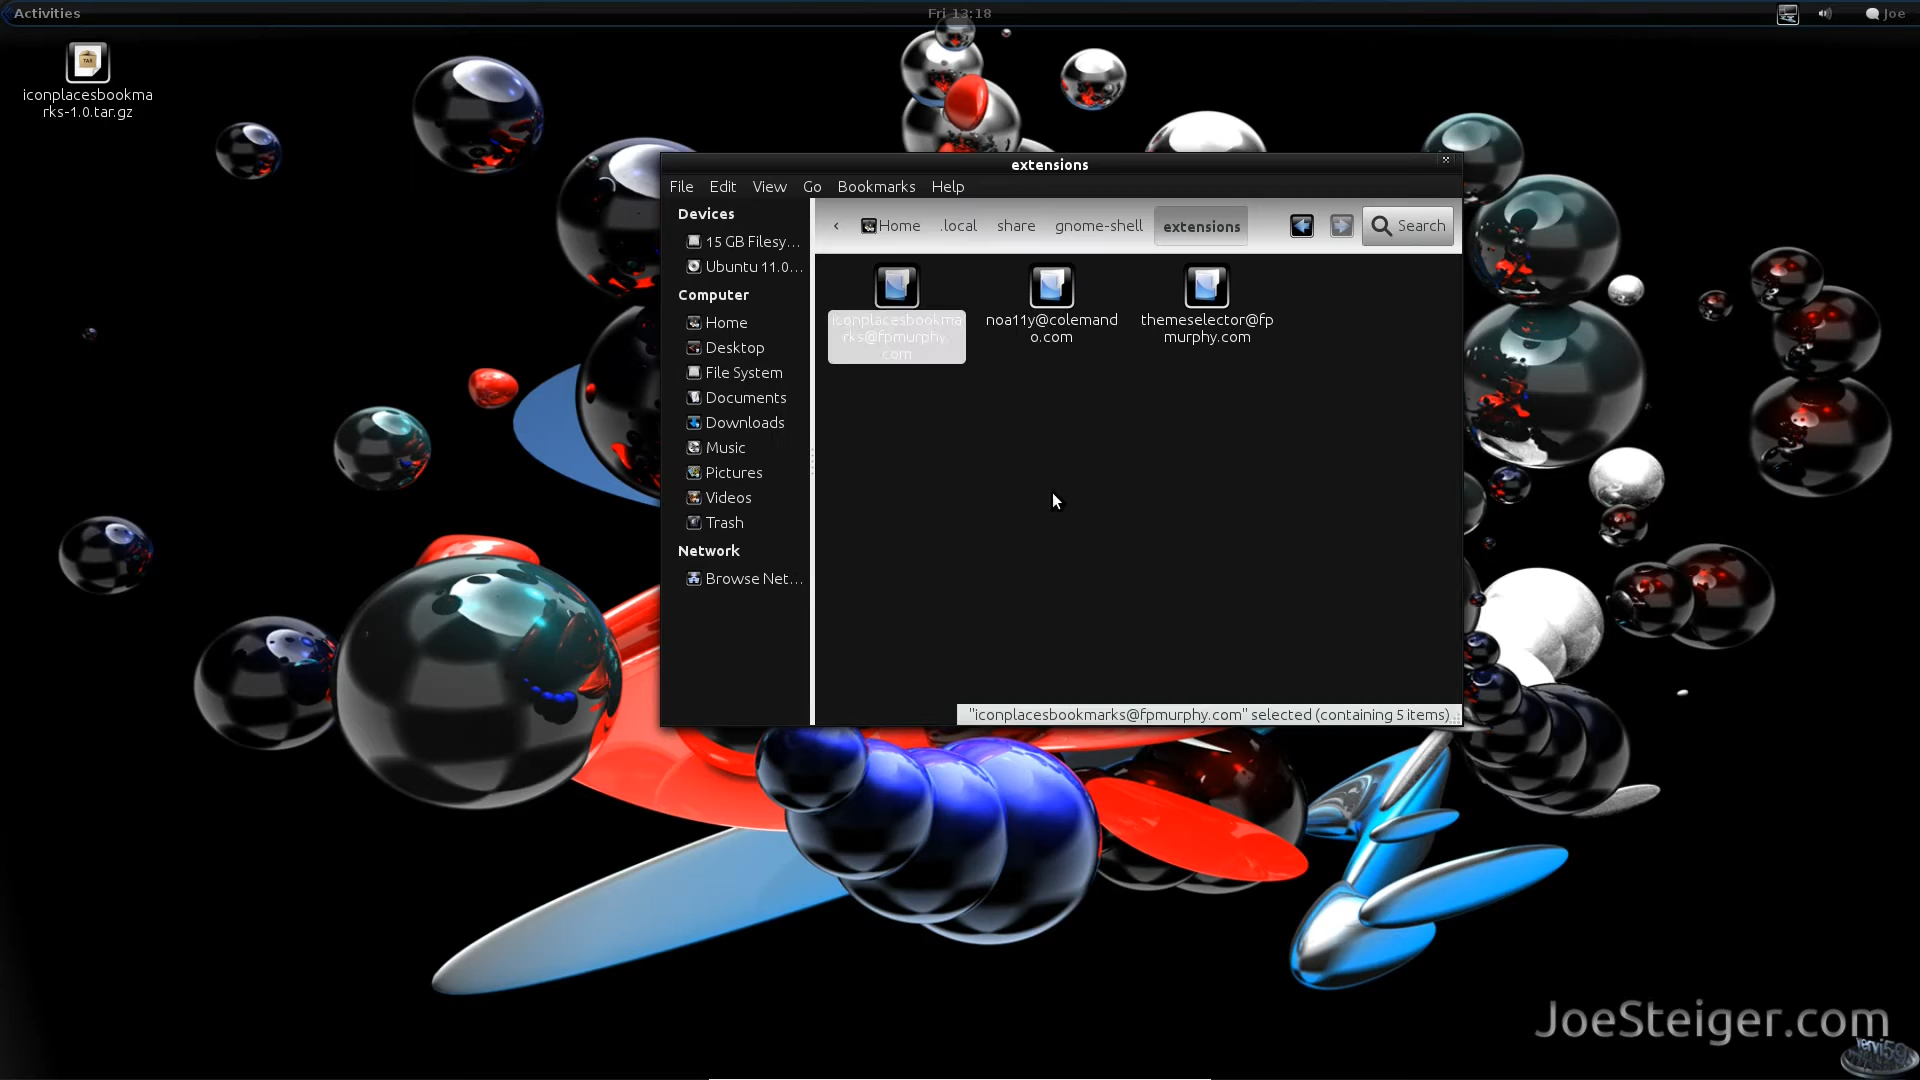 Activities
Fri 13:18
Joe
iconplacesbookma
rks-1.0.tar.gz
TAR
extensions
File Edit View Go Bookmarks Help
Devices
15 GB Filesy...
Ubuntu 11.0...
Computer
Home
Desktop
File System
Documents
Downloads
Music
Pictures
Videos
Trash
Network
Browse Net...
Home .local share gnome-shell extensions
Search
iconplacesbookma
rks@fpmurphy.
com
noa11y@colemand
o.com
themeselector@fp
murphy.com
"iconplacesbookmarks@fpmurphy.com" selected (containing 5 items)
JoeSteiger.com